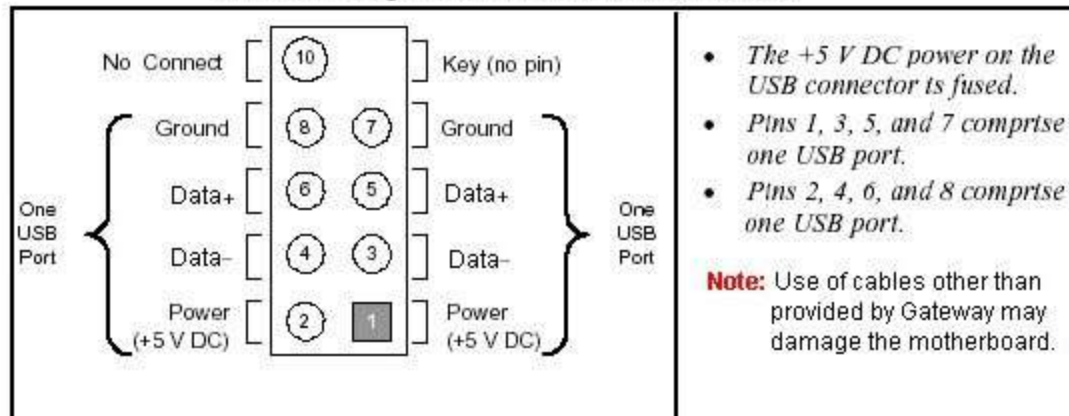 No Connect 10 Key (no pin)
Ground 8 7 Ground
Data+ 6 5 Data+
One USB Port
One USB Port
Data– 4 3 Data–
Power (+5 V DC) 2 1 Power (+5 V DC)
• The +5 V DC power on the
USB connector is fused.
• Pins 1, 3, 5, and 7 comprise
one USB port.
• Pins 2, 4, 6, and 8 comprise
one USB port.
Note: Use of cables other than
provided by Gateway may
damage the motherboard.